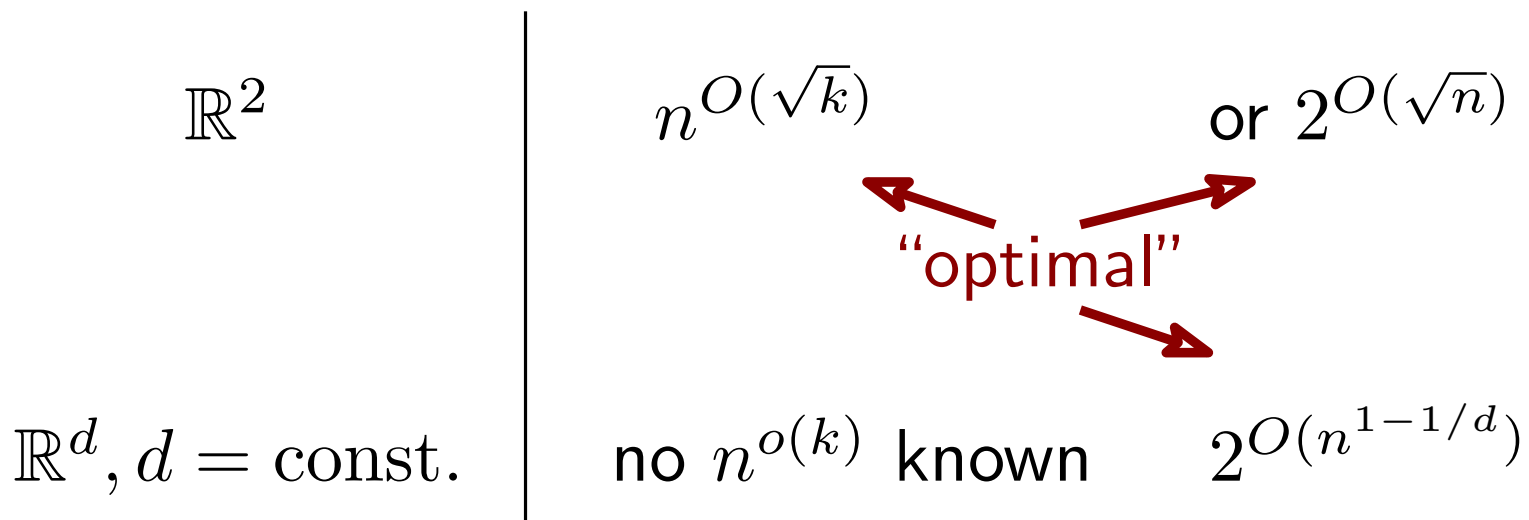 ℝ² n^{O(√k)} or 2^{O(√n)}
“optimal”
ℝ^d, d = const. no n^{o(k)} known 2^{O(n^{1−1/d})}